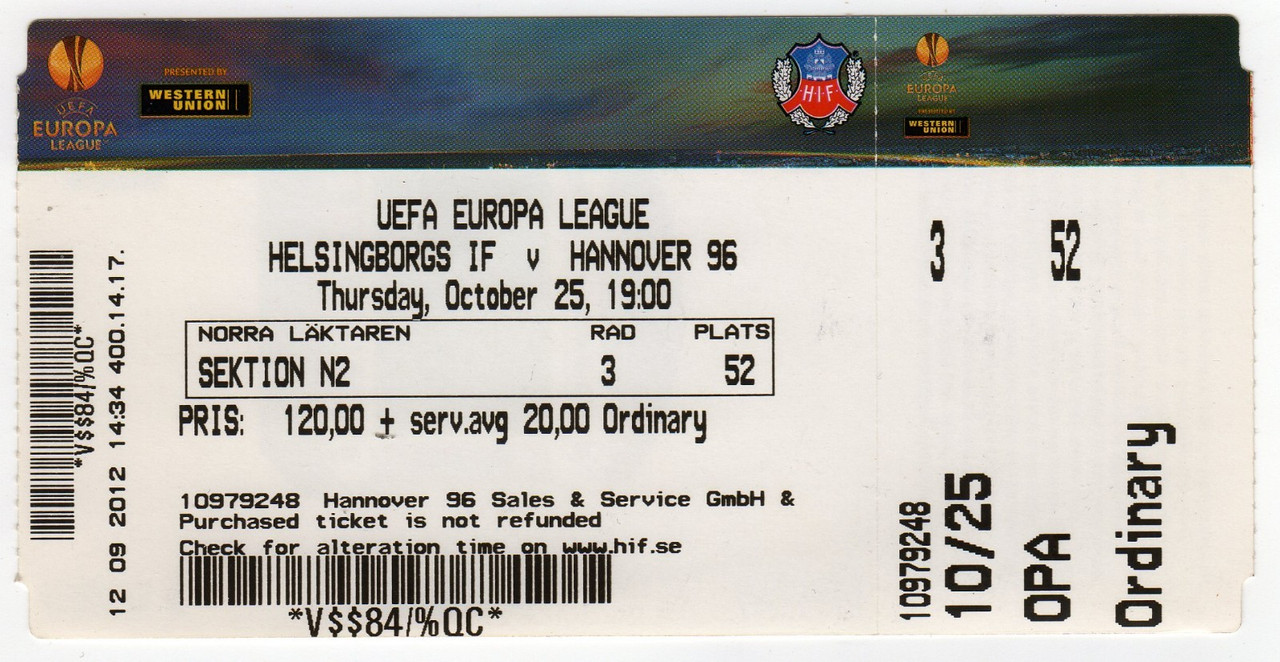 UEFA
EUROPA
LEAGUE
PRESENTED BY
WESTERN
UNION
HIF
UEFA
EUROPA
LEAGUE
PRESENTED BY
WESTERN
UNION
UEFA EUROPA LEAGUE
HELSINGBORGS IF v HANNOVER 96
Thursday, October 25, 19:00
NORRA LÄKTAREN RAD PLATS
SEKTION N2 3 52
PRIS: 120,00 + serv.avg 20,00 Ordinary
10979248 Hannover 96 Sales & Service GmbH &
Purchased ticket is not refunded
Check for alteration time on www.hif.se
*V$$84/%QC*
*V$$84/%QC*
12 09 2012 14:34 400.14.17.
3 52
10979248
10/25
OPA
Ordinary